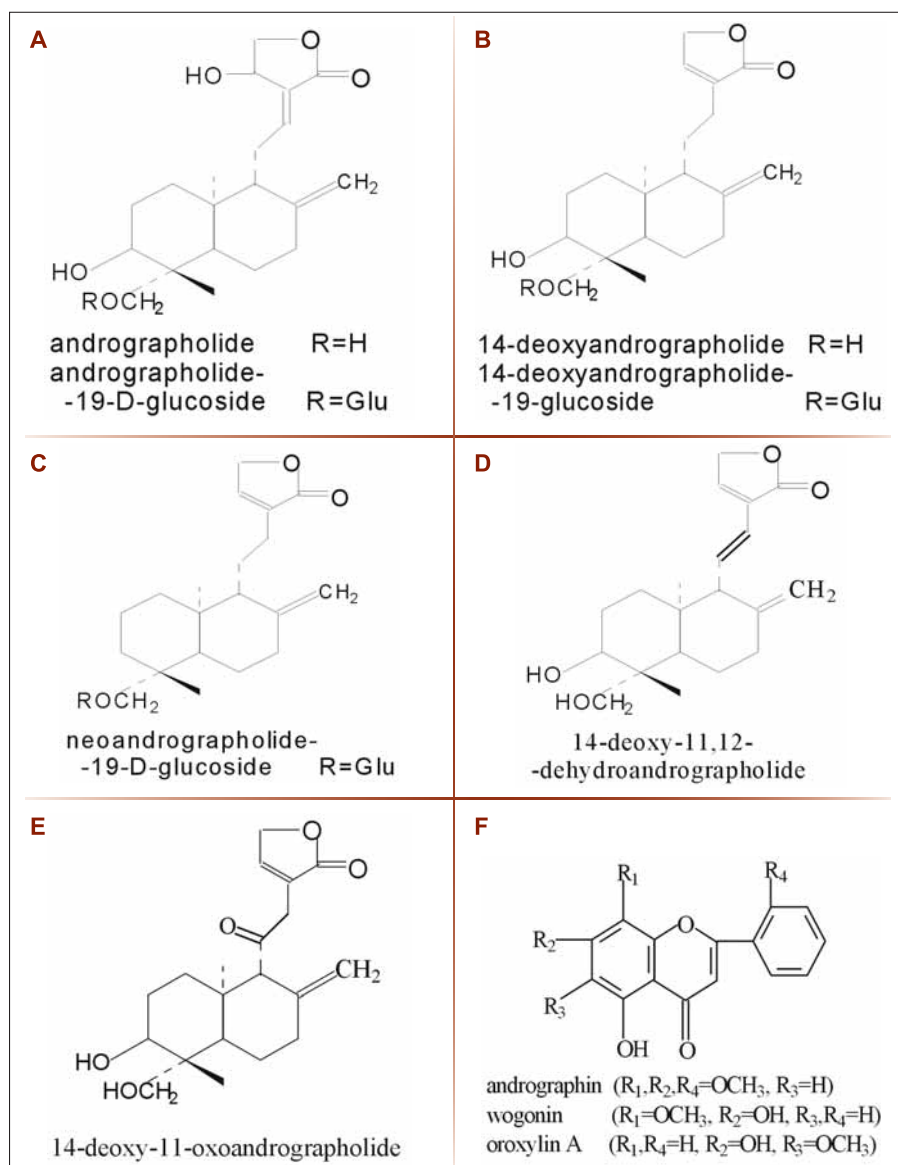 A
O
HO
O
CH2
HO
ROCH2
andrographolide R=H
andrographolide-
-19-D-glucoside R=Glu
B
O
O
CH2
HO
ROCH2
14-deoxyandrographolide R=H
14-deoxyandrographolide-
-19-glucoside R=Glu
C
O
O
CH2
ROCH2
neoandrographolide-
-19-D-glucoside R=Glu
D
O
O
CH2
HO
HOCH2
14-deoxy-11,12-
-dehydroandrographolide
E
O
O
O
CH2
HO
HOCH2
14-deoxy-11-oxoandrographolide
F
R1 R4
O
R2
R3
OH O
andrographin (R1,R2,R4=OCH3, R3=H)
wogonin (R1=OCH3, R2=OH, R3,R4=H)
oroxylin A (R1,R4=H, R2=OH, R3=OCH3)